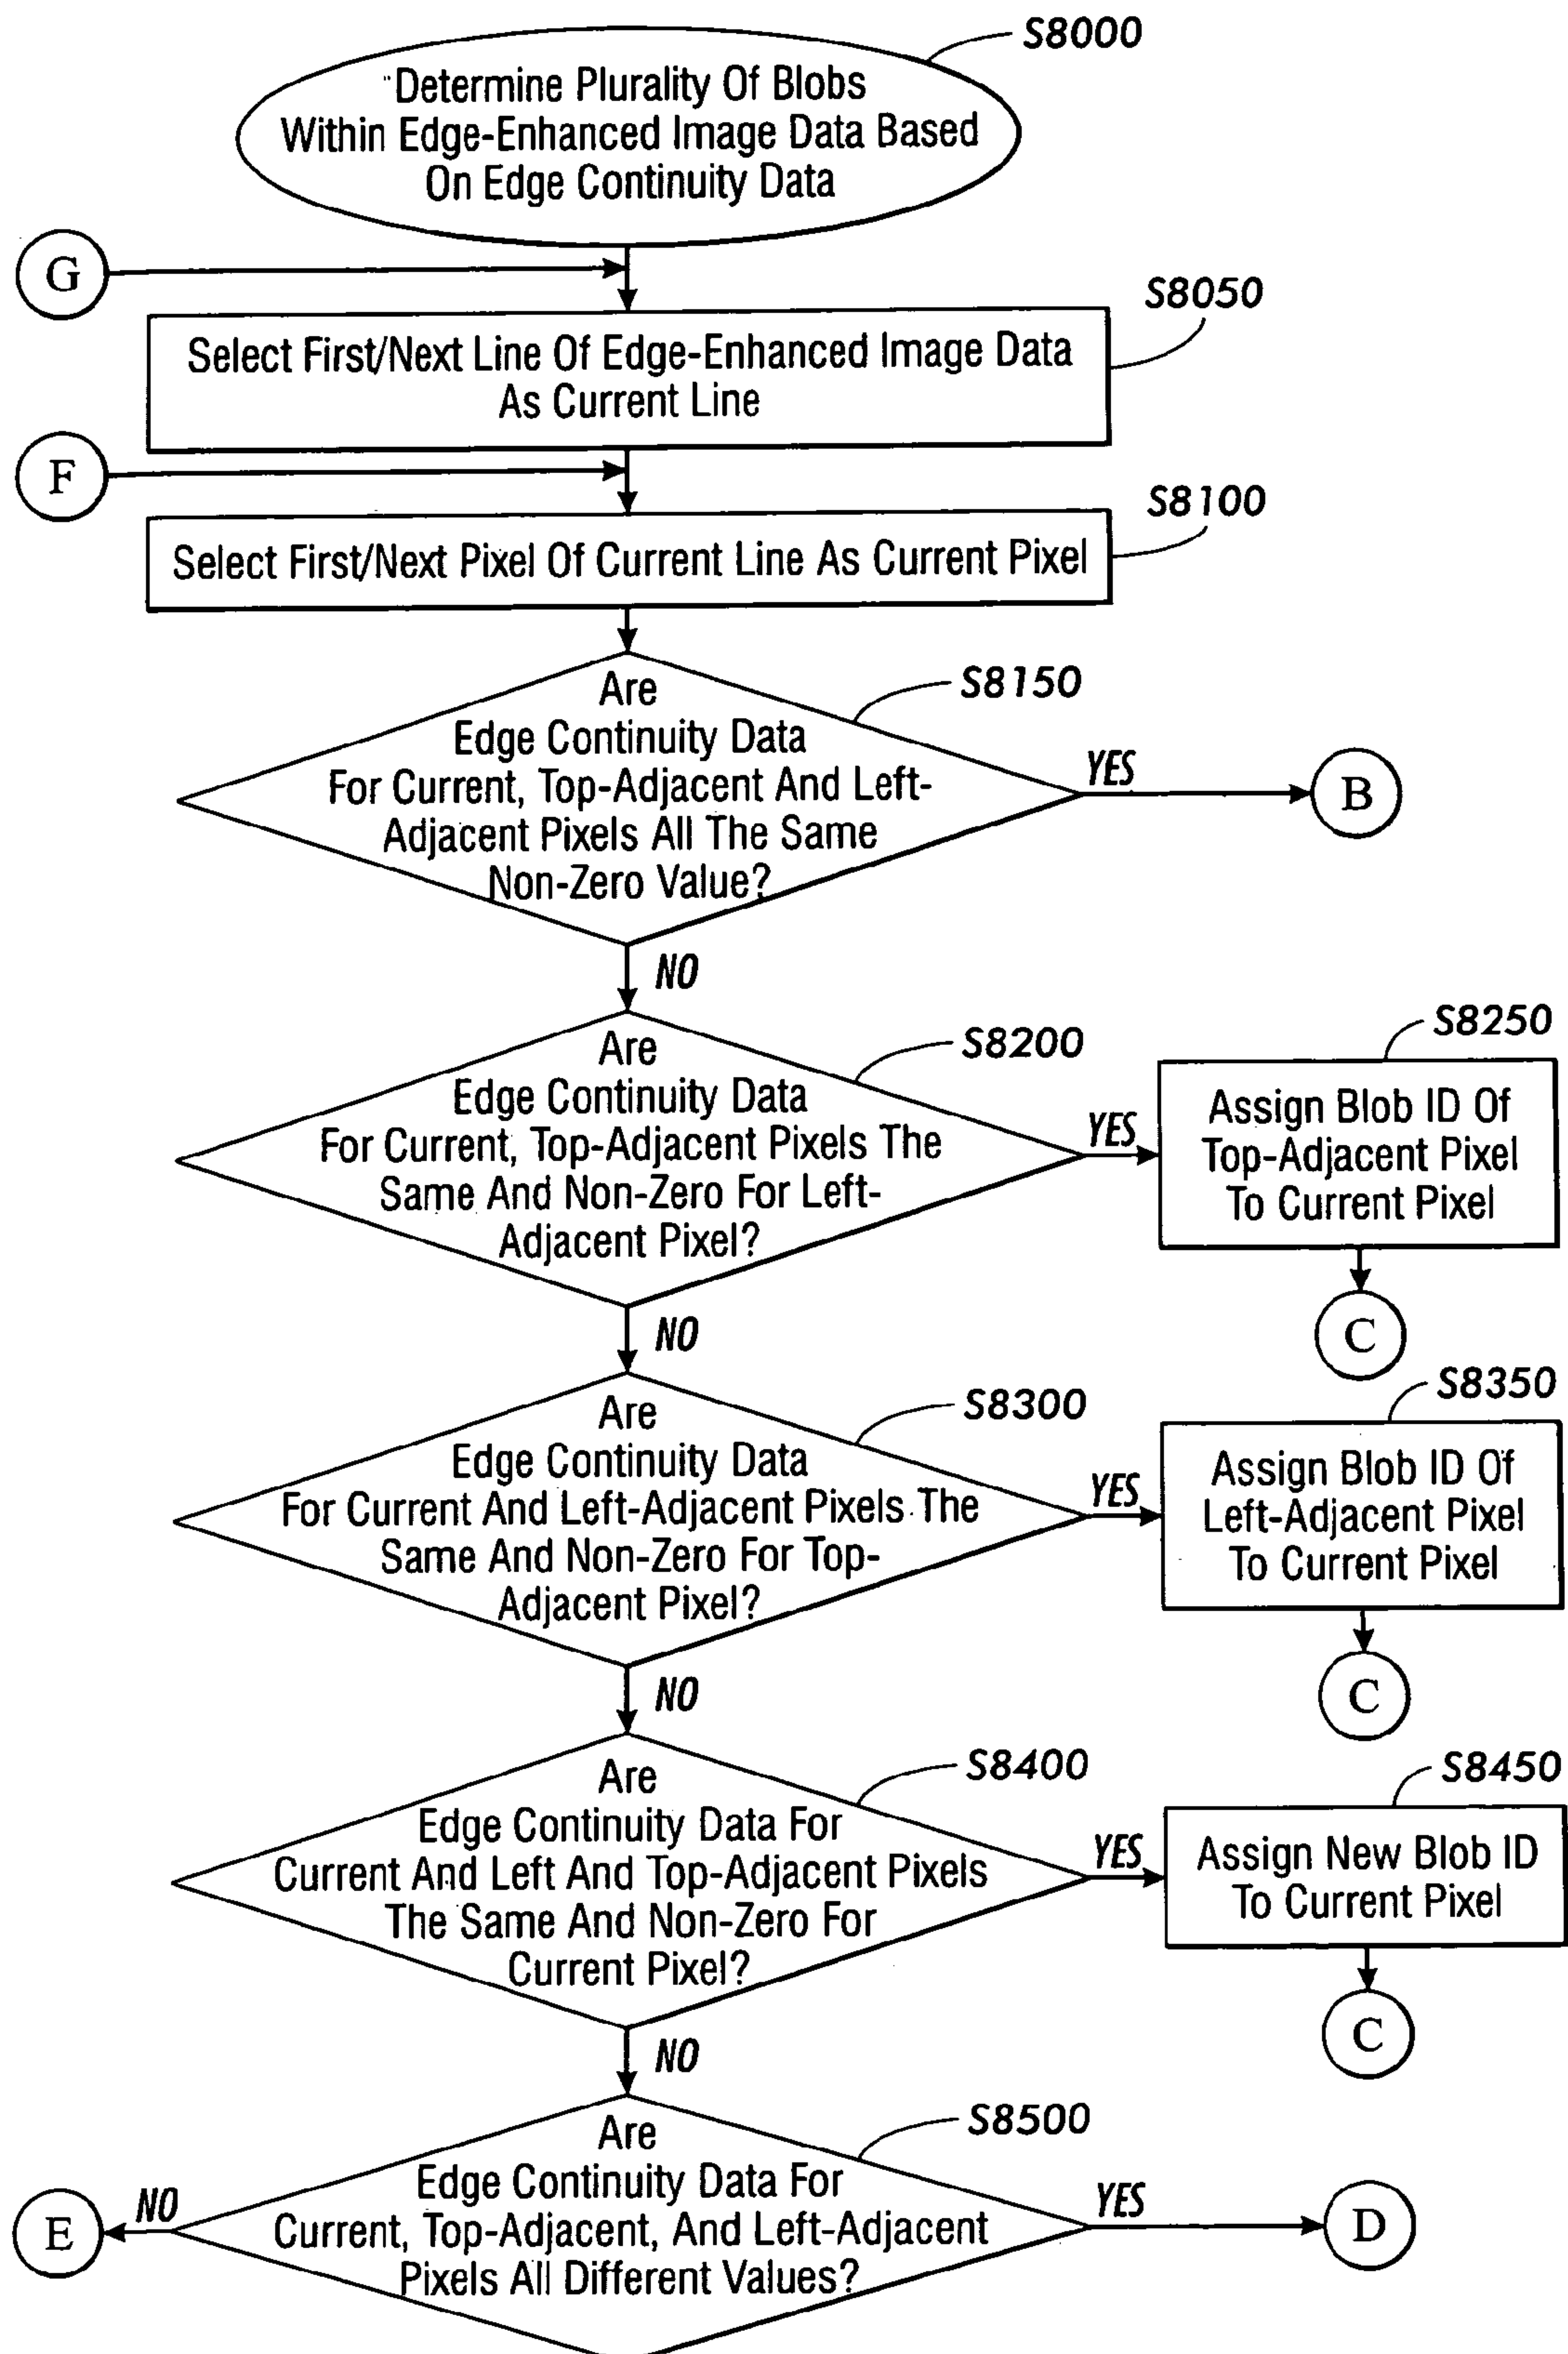 S8000
Determine Plurality Of Blobs
Within Edge-Enhanced Image Data Based
On Edge Continuity Data
G
S8050
Select First/Next Line Of Edge-Enhanced Image Data
As Current Line
F
S8100
Select First/Next Pixel Of Current Line As Current Pixel
S8150
Are
Edge Continuity Data
For Current, Top-Adjacent And Left-
Adjacent Pixels All The Same
Non-Zero Value?
YES
B
NO
S8200
Are
Edge Continuity Data
For Current, Top-Adjacent Pixels The
Same And Non-Zero For Left-
Adjacent Pixel?
YES
S8250
Assign Blob ID Of
Top-Adjacent Pixel
To Current Pixel
C
NO
S8300
Are
Edge Continuity Data
For Current And Left-Adjacent Pixels The
Same And Non-Zero For Top-
Adjacent Pixel?
YES
S8350
Assign Blob ID Of
Left-Adjacent Pixel
To Current Pixel
C
NO
S8400
Are
Edge Continuity Data For
Current And Left And Top-Adjacent Pixels
The Same And Non-Zero For
Current Pixel?
YES
S8450
Assign New Blob ID
To Current Pixel
C
NO
S8500
Are
Edge Continuity Data For
Current, Top-Adjacent, And Left-Adjacent
Pixels All Different Values?
NO
E
YES
D